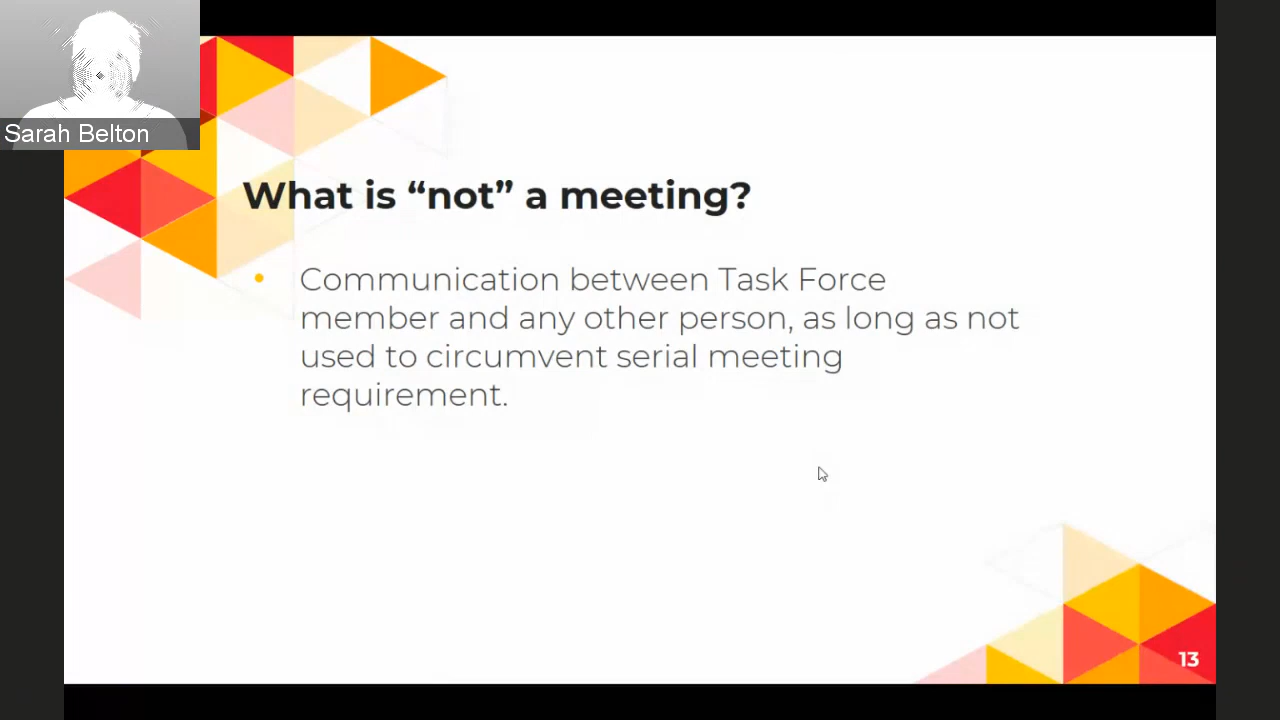 Sarah Belton
What is “not” a meeting?
• Communication between Task Force
member and any other person, as long as not
used to circumvent serial meeting
requirement.
13